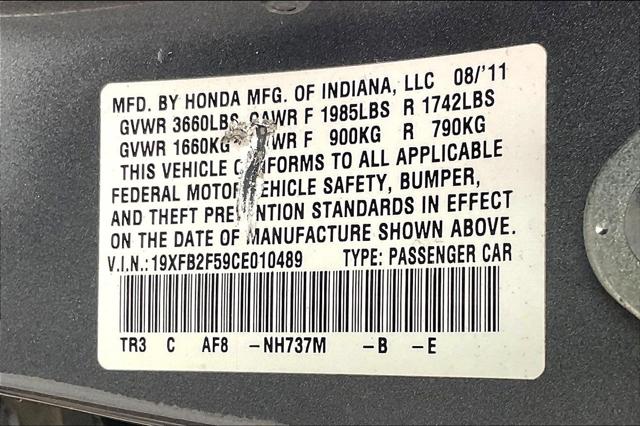 MFD. BY HONDA MFG. OF INDIANA, LLC 08/'11
GVWR 3660LBS GAWR F 1985LBS R 1742LBS
GVWR 1660KG GAWR F 900KG R 790KG
THIS VEHICLE CONFORMS TO ALL APPLICABLE
FEDERAL MOTOR VEHICLE SAFETY, BUMPER,
AND THEFT PREVENTION STANDARDS IN EFFECT
ON THE DATE OF MANUFACTURE SHOWN ABOVE.
V.I.N.:19XFB2F59CE010489 TYPE: PASSENGER CAR
TR3 C AF8 -NH737M -B -E